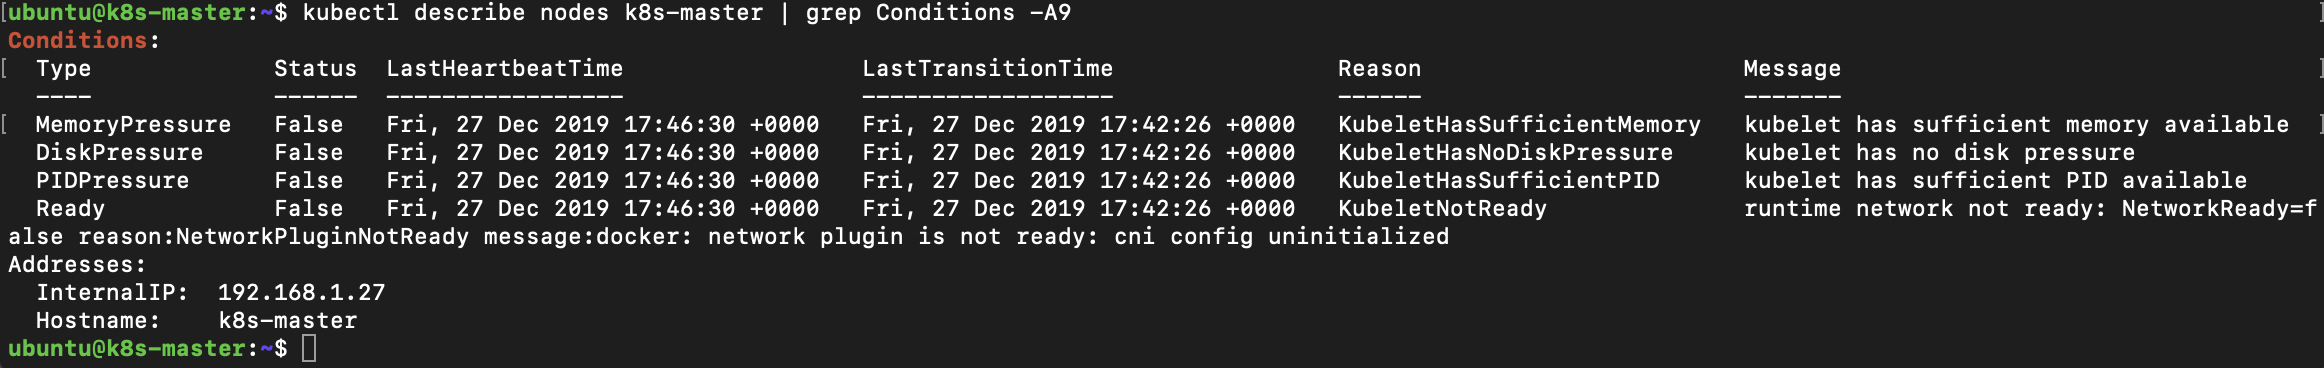 ubuntu@k8s-master:~$ kubectl describe nodes k8s-master | grep Conditions -A9
Conditions:
  Type             Status  LastHeartbeatTime                 LastTransitionTime                Reason                       Message
  ----             ------  -----------------                 ------------------                ------                       -------
  MemoryPressure   False   Fri, 27 Dec 2019 17:46:30 +0000   Fri, 27 Dec 2019 17:42:26 +0000   KubeletHasSufficientMemory   kubelet has sufficient memory available
  DiskPressure     False   Fri, 27 Dec 2019 17:46:30 +0000   Fri, 27 Dec 2019 17:42:26 +0000   KubeletHasNoDiskPressure     kubelet has no disk pressure
  PIDPressure      False   Fri, 27 Dec 2019 17:46:30 +0000   Fri, 27 Dec 2019 17:42:26 +0000   KubeletHasSufficientPID      kubelet has sufficient PID available
  Ready            False   Fri, 27 Dec 2019 17:46:30 +0000   Fri, 27 Dec 2019 17:42:26 +0000   KubeletNotReady              runtime network not ready: NetworkReady=f
alse reason:NetworkPluginNotReady message:docker: network plugin is not ready: cni config uninitialized
Addresses:
  InternalIP:  192.168.1.27
  Hostname:    k8s-master
ubuntu@k8s-master:~$